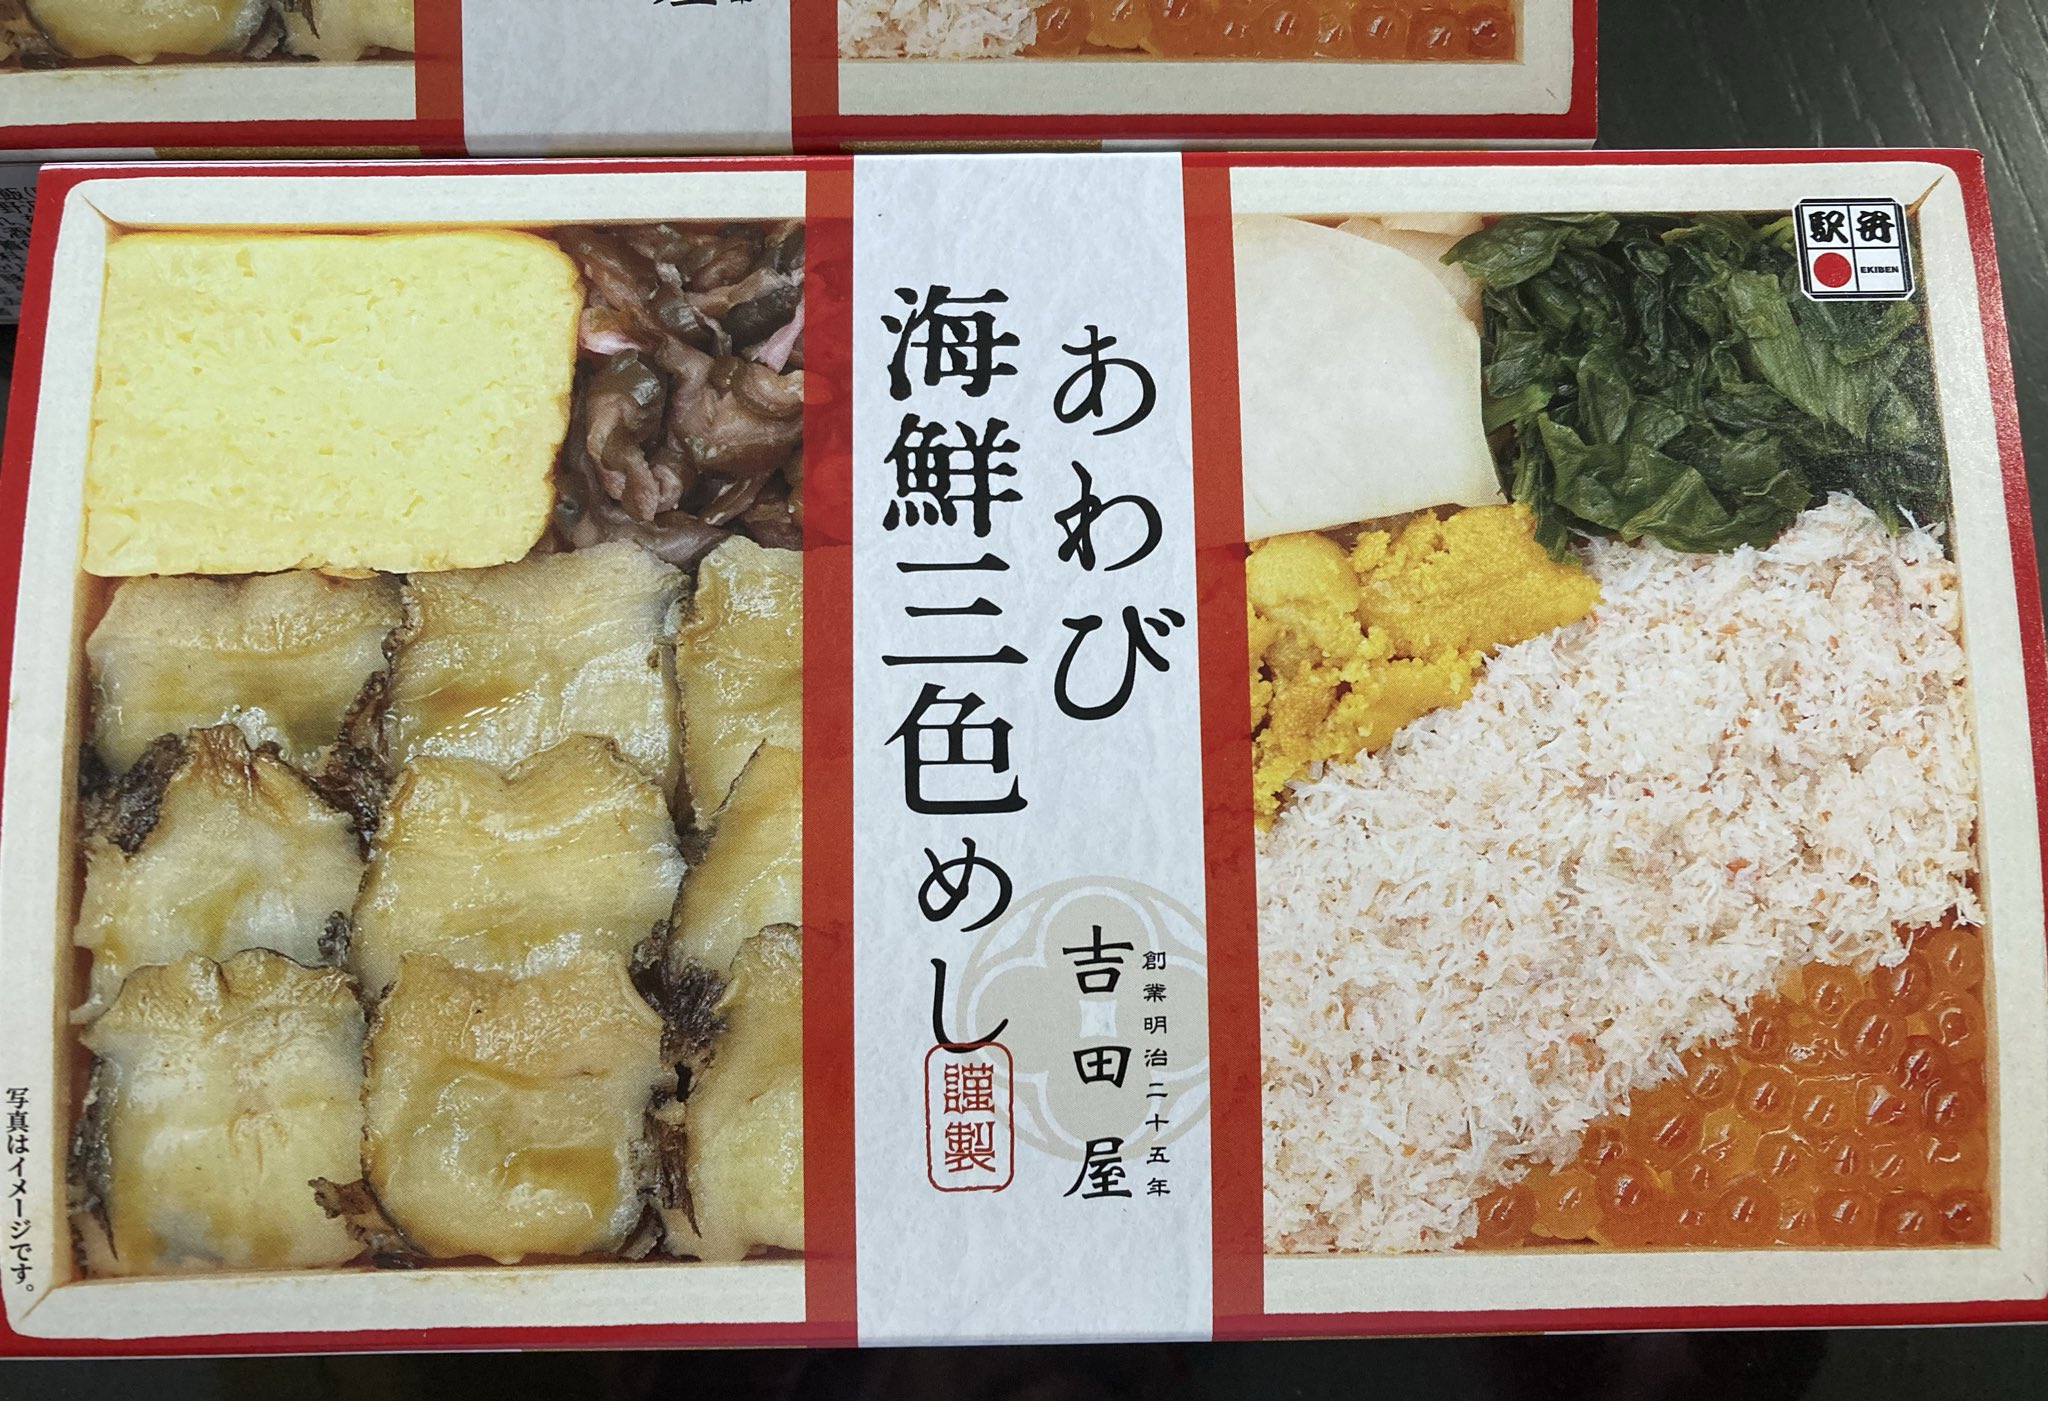 あわび
海鮮三色めし
謹製
創業明治二十五年
吉田屋
駅弁
EKIBEN
写真はイメージです。